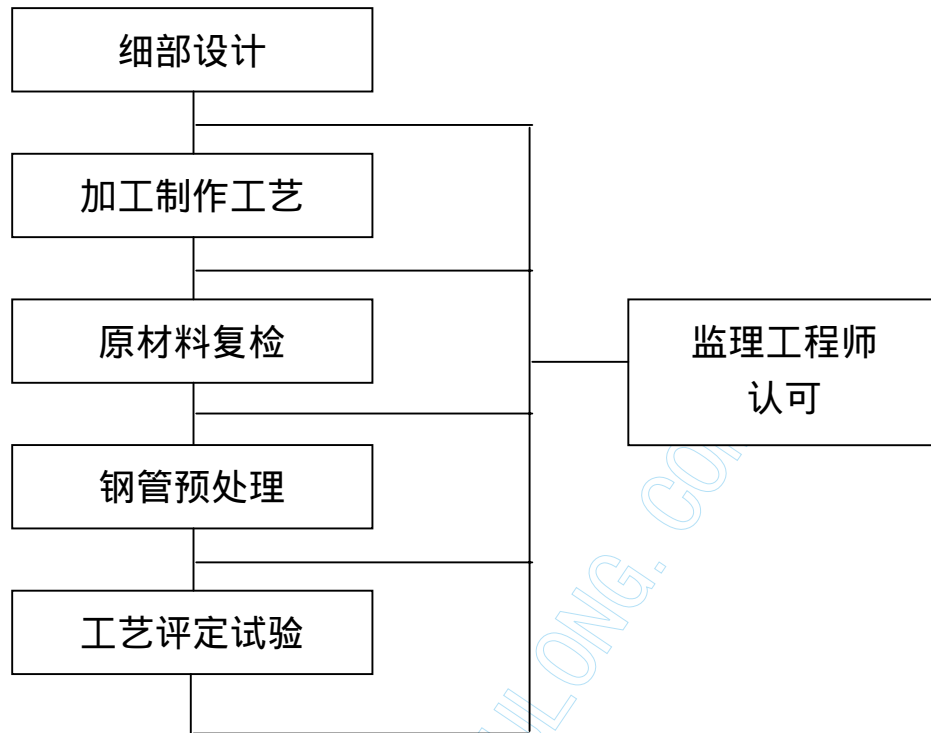 细部设计
加工制作工艺
原材料复检
监理工程师
认可
钢管预处理
工艺评定试验